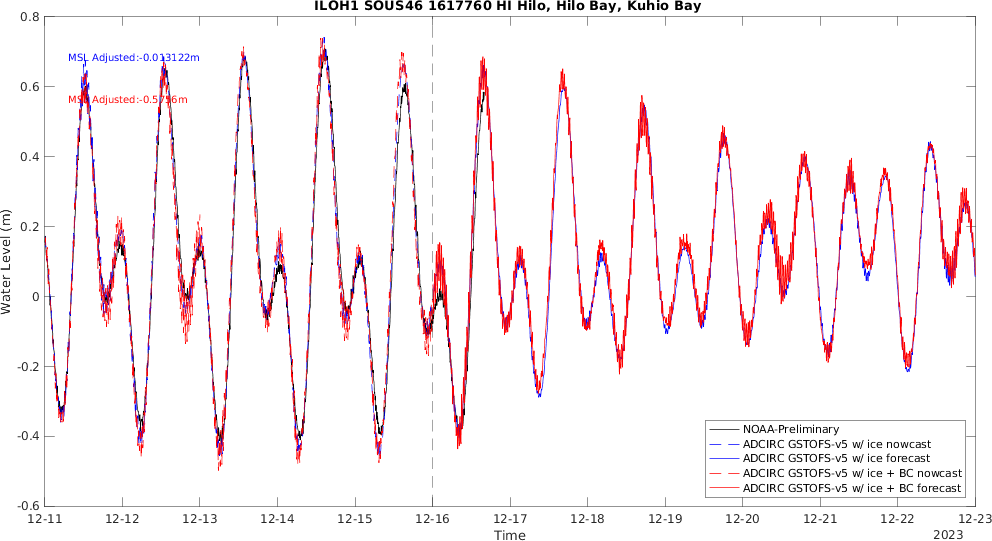 ILOH1 SOUS46 1617760 HI Hilo, Hilo Bay, Kuhio Bay
0.8
MSL Adjusted:-0.013122m
0.6
0.4
0.2
0
-0.2
-0.4
-0.6
Water Level (m)
NOAA-Preliminary
ADCIRC GSTOFS-v5 w/ ice nowcast
ADCIRC GSTOFS-v5 w/ ice forecast
ADCIRC GSTOFS-v5 w/ ice + BC nowcast
ADCIRC GSTOFS-v5 w/ ice + BC forecast
12-11 12-12 12-13 12-14 12-15 12-16 12-17 12-18 12-19 12-20 12-21 12-22 12-23
Time
2023